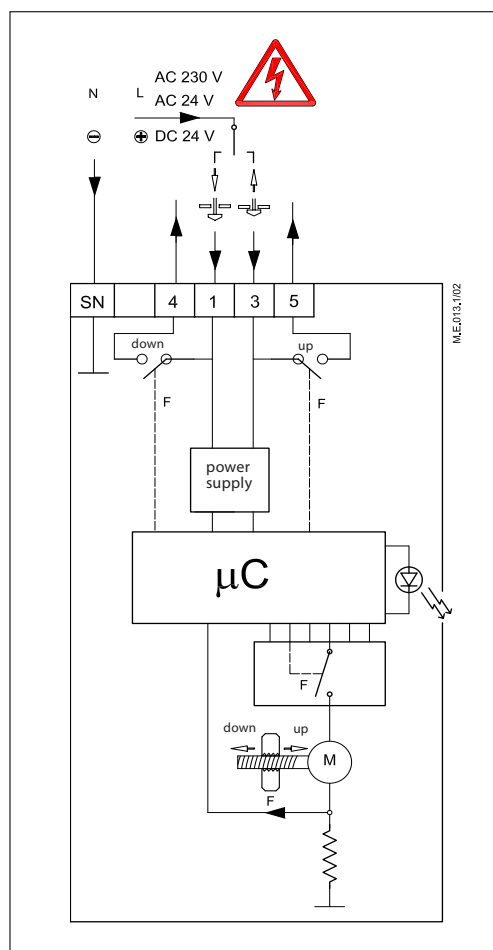 AC 230 V
N L AC 24 V
⊖ ⊕ DC 24 V
SN 4 1 3 5
M.E.013.1/02
down up
F F
power
supply
µC
F
down up
M
F